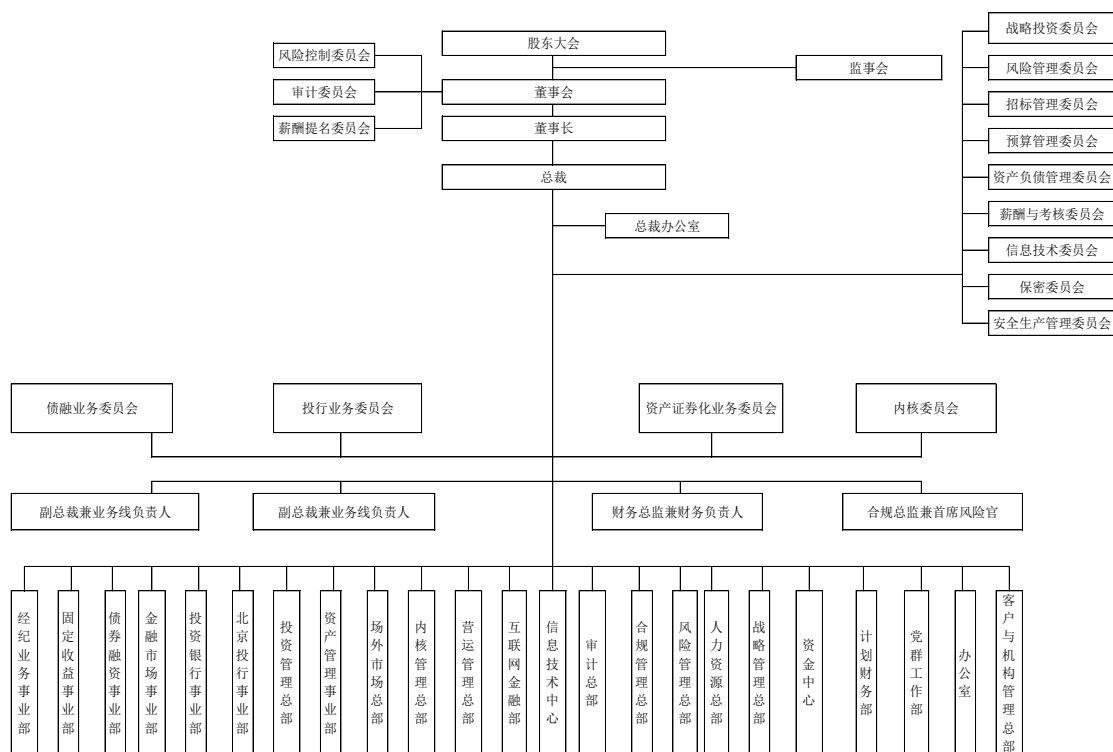 战略投资委员会
股东大会
风险控制委员会
监事会
风险管理委员会
审计委员会
董事会
招标管理委员会
薪酬提名委员会
董事长
预算管理委员会
总裁
资产负债管理委员会
总裁办公室
薪酬与考核委员会
信息技术委员会
保密委员会
安全生产管理委员会
债融业务委员会
投行业务委员会
资产证券化业务委员会
内核委员会
副总裁兼业务线负责人
副总裁兼业务线负责人
财务总监兼财务负责人
合规总监兼首席风险官
经纪业务事业部
固定收益事业部
债券融资事业部
金融市场事业部
投资银行事业部
北京投行事业部
投资管理总部
资产管理事业部
场外市场总部
内核管理总部
营运管理总部
互联网金融部
信息技术中心
审计总部
合规管理总部
风险管理总部
人力资源总部
战略管理总部
资金中心
计划财务部
党群工作部
办公室
客户与机构管理总部